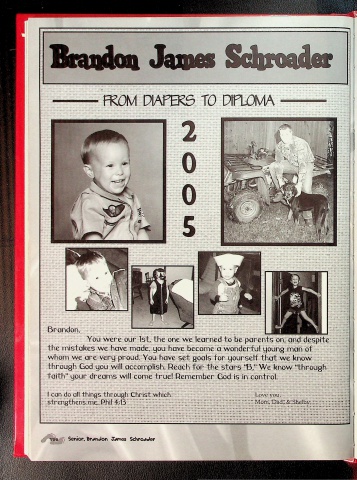 Brandon James Schroader
FROM DIAPERS TO DIPLOMA
2
0
0
5
Brandon,
You were our 1st, the one we learned to be parents on, and despite
the mistakes we have made, you have become a wonderful young man of
whom we are very proud. You have set goals for yourself that we know
through God you will accomplish. Reach for the stars "B." We know "through
faith" your dreams will come true! Remember God is in control.
I can do all things through Christ which
strengthens me. Phil 4:13
Love you,
Mom, Dad, & Shelby
Senior, Brandon James Schroader